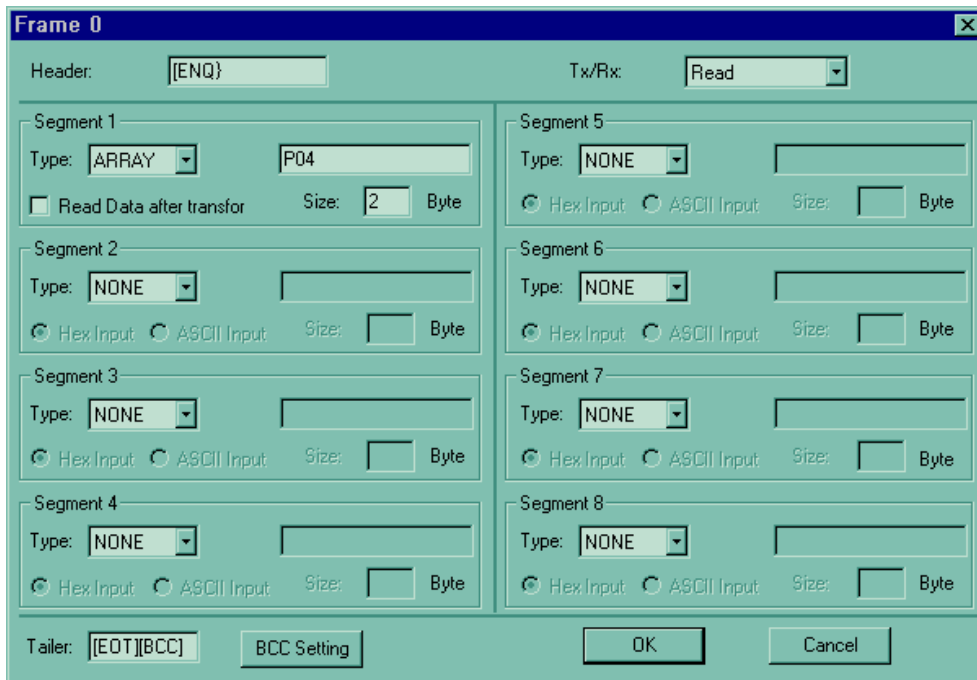 Frame 0
Header: [ENQ} Tx/Rx: Read
Segment 1
Type: ARRAY P04
Read Data after transfor Size: 2 Byte
Segment 2
Type: NONE
Hex Input ASCII Input Size: Byte
Segment 3
Type: NONE
Hex Input ASCII Input Size: Byte
Segment 4
Type: NONE
Hex Input ASCII Input Size: Byte
Segment 5
Type: NONE
Hex Input ASCII Input Size: Byte
Segment 6
Type: NONE
Hex Input ASCII Input Size: Byte
Segment 7
Type: NONE
Hex Input ASCII Input Size: Byte
Segment 8
Type: NONE
Hex Input ASCII Input Size: Byte
Tailer: [EOT][BCC] BCC Setting OK Cancel